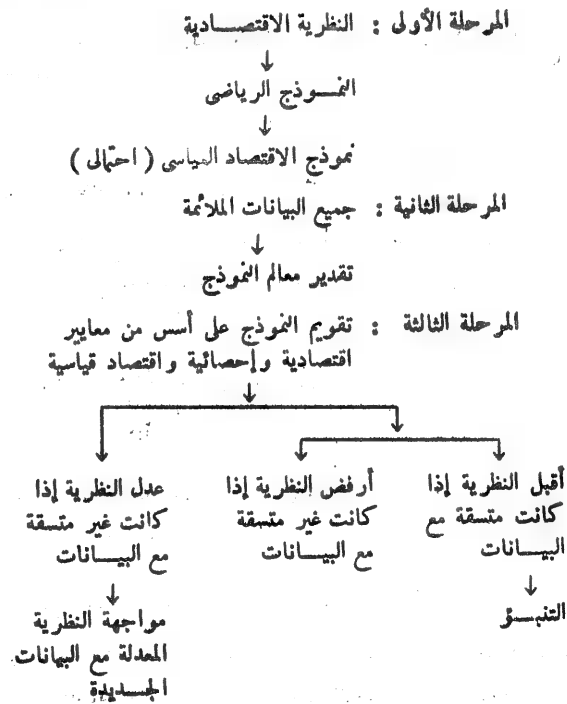 المرحلة الأولى : النظرية الاقتصادية
النموذج الرياضى
نموذج الاقتصاد القياسى ( احتمالى )
المرحلة الثانية : جميع البيانات الملائمة
تقدير معالم النموذج
المرحلة الثالثة : تقويم النموذج على أسس من معايير
اقتصادية وإحصائية واقتصاد قياسية
أقبل النظرية إذا
كانت متسقة مع
البيانات
التنبؤ
أرفض النظرية إذا
كانت غير متسقة
مع البيانات
عدل النظرية إذا
كانت غير متسقة
مع البيانات
مواجهة النظرية
المعدلة مع البيانات
الجديدة